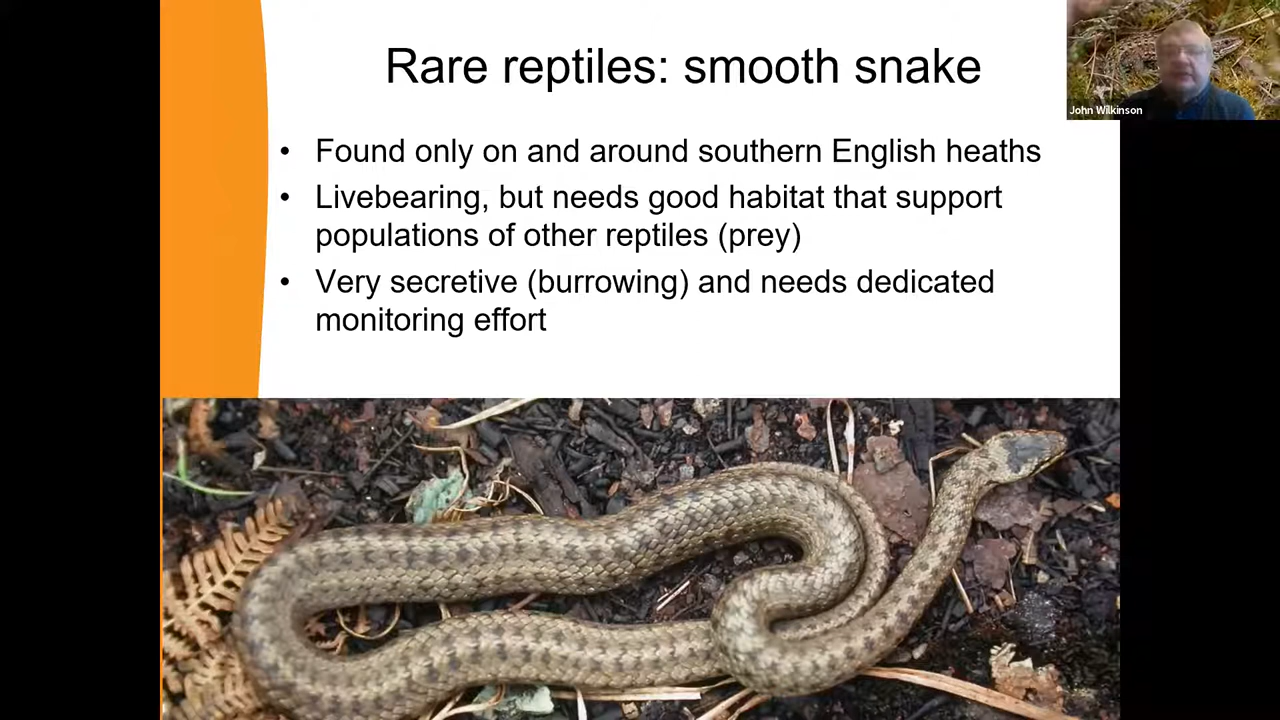 Rare reptiles: smooth snake
John Wilkinson
• Found only on and around southern English heaths
• Livebearing, but needs good habitat that support
populations of other reptiles (prey)
• Very secretive (burrowing) and needs dedicated
monitoring effort